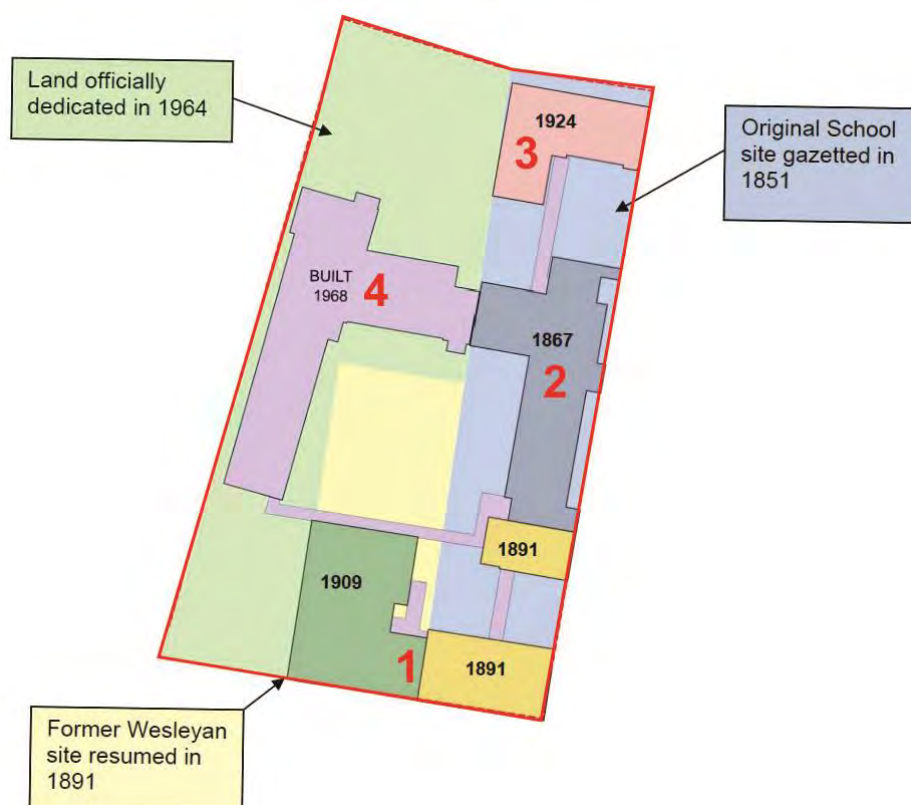 Land officially
dedicated in 1964
1924
3
Original School
site gazetted in
1851
BUILT
1968
4
1867
2
1891
1909
1
1891
Former Wesleyan
site resumed in
1891